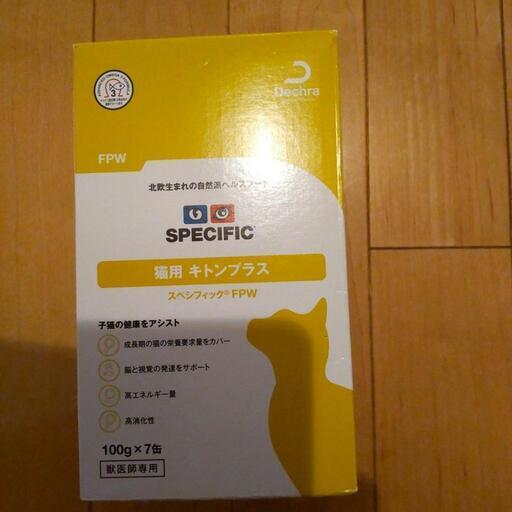 Dechra
FPW
北欧生まれの自然派ヘルスフード
SPECIFIC
猫用 キトンプラス
スペシフィック® FPW
子猫の健康をアシスト
成長期の猫の栄養要求量をカバー
脳と視覚の発達をサポート
高エネルギー量
高消化性
100g×7缶
獣医師専用